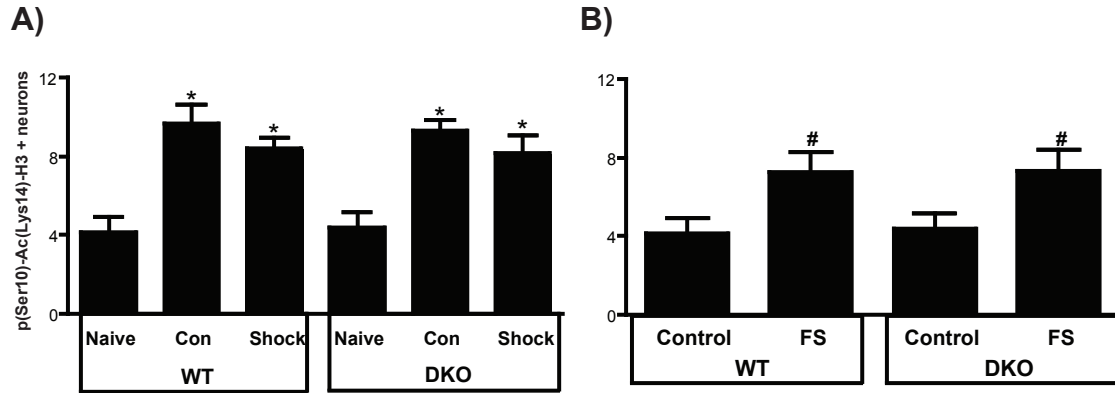 A)
p(Ser10)-Ac(Lys14)-H3 + neurons
12
8
4
0
*
*
*
*
Naive Con Shock Naive Con Shock
WT DKO
B)
12
8
4
0
#
#
Control FS Control FS
WT DKO